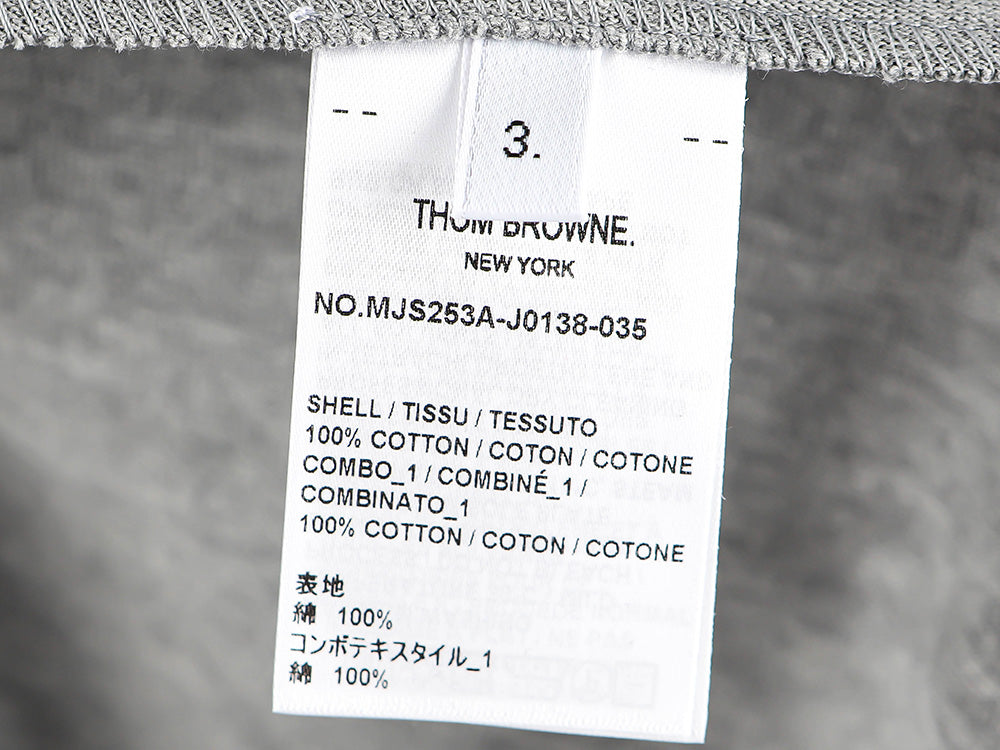 -- 3. --
THOM BROWNE.
NEW YORK
NO.MJS253A-J0138-035
SHELL / TISSU / TESSUTO
100% COTTON / COTON / COTONE
COMBO_1 / COMBINÉ_1 /
COMBINATO_1
100% COTTON / COTON / COTONE
表地
綿 100%
コンボテキスタイル_1
綿 100%